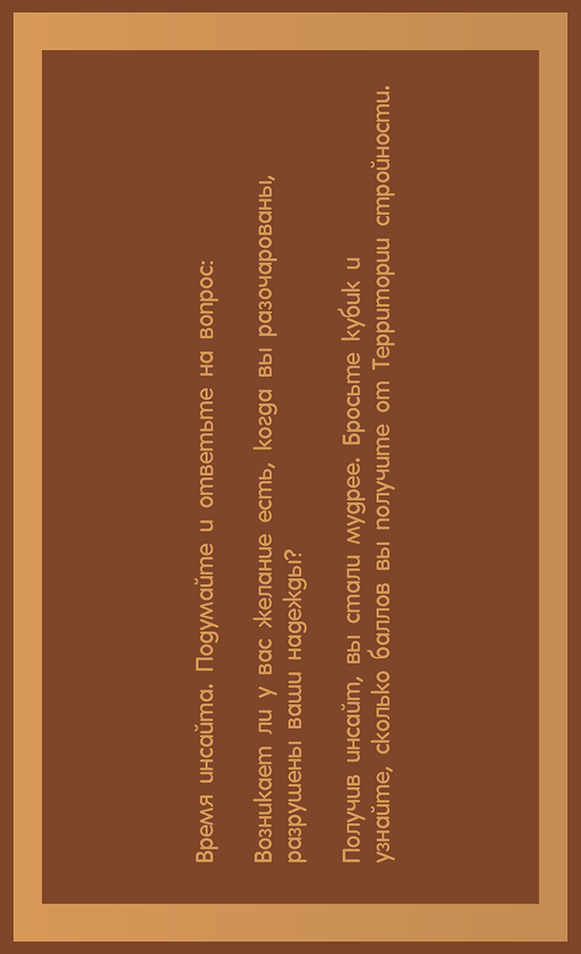 Время инсайта. Подумайте и ответьте на вопрос:
Возникает ли у вас желание есть, когда вы разочарованы,
разрушены ваши надежды?
Получив инсайт, вы стали мудрее. Бросьте кубик и
узнайте, сколько баллов вы получите от Территории стройности.